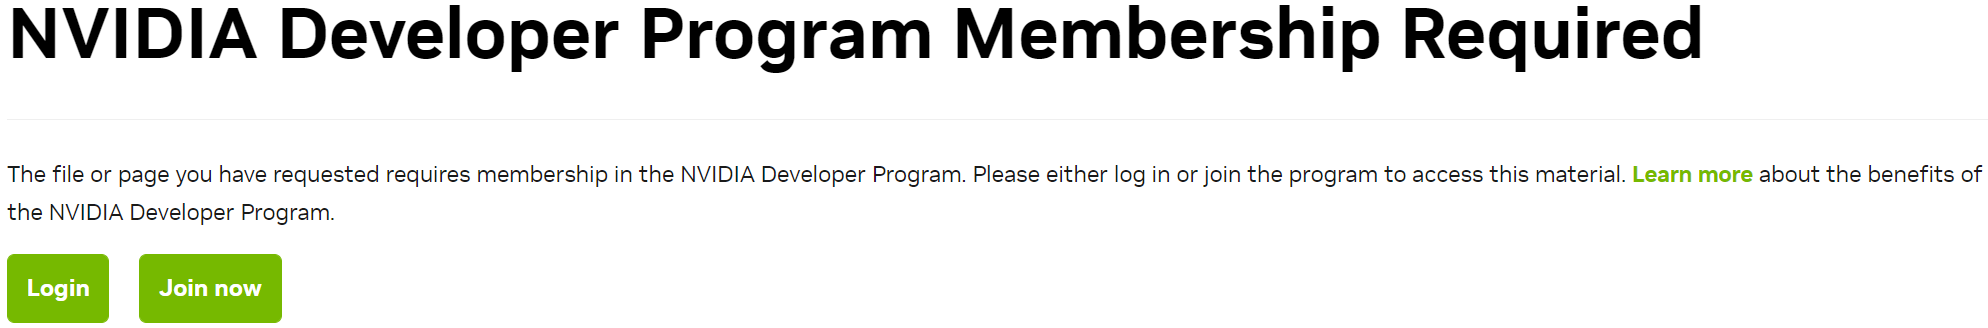 NVIDIA Developer Program Membership Required
The file or page you have requested requires membership in the NVIDIA Developer Program. Please either log in or join the program to access this material. Learn more about the benefits of
the NVIDIA Developer Program.
Login
Join now